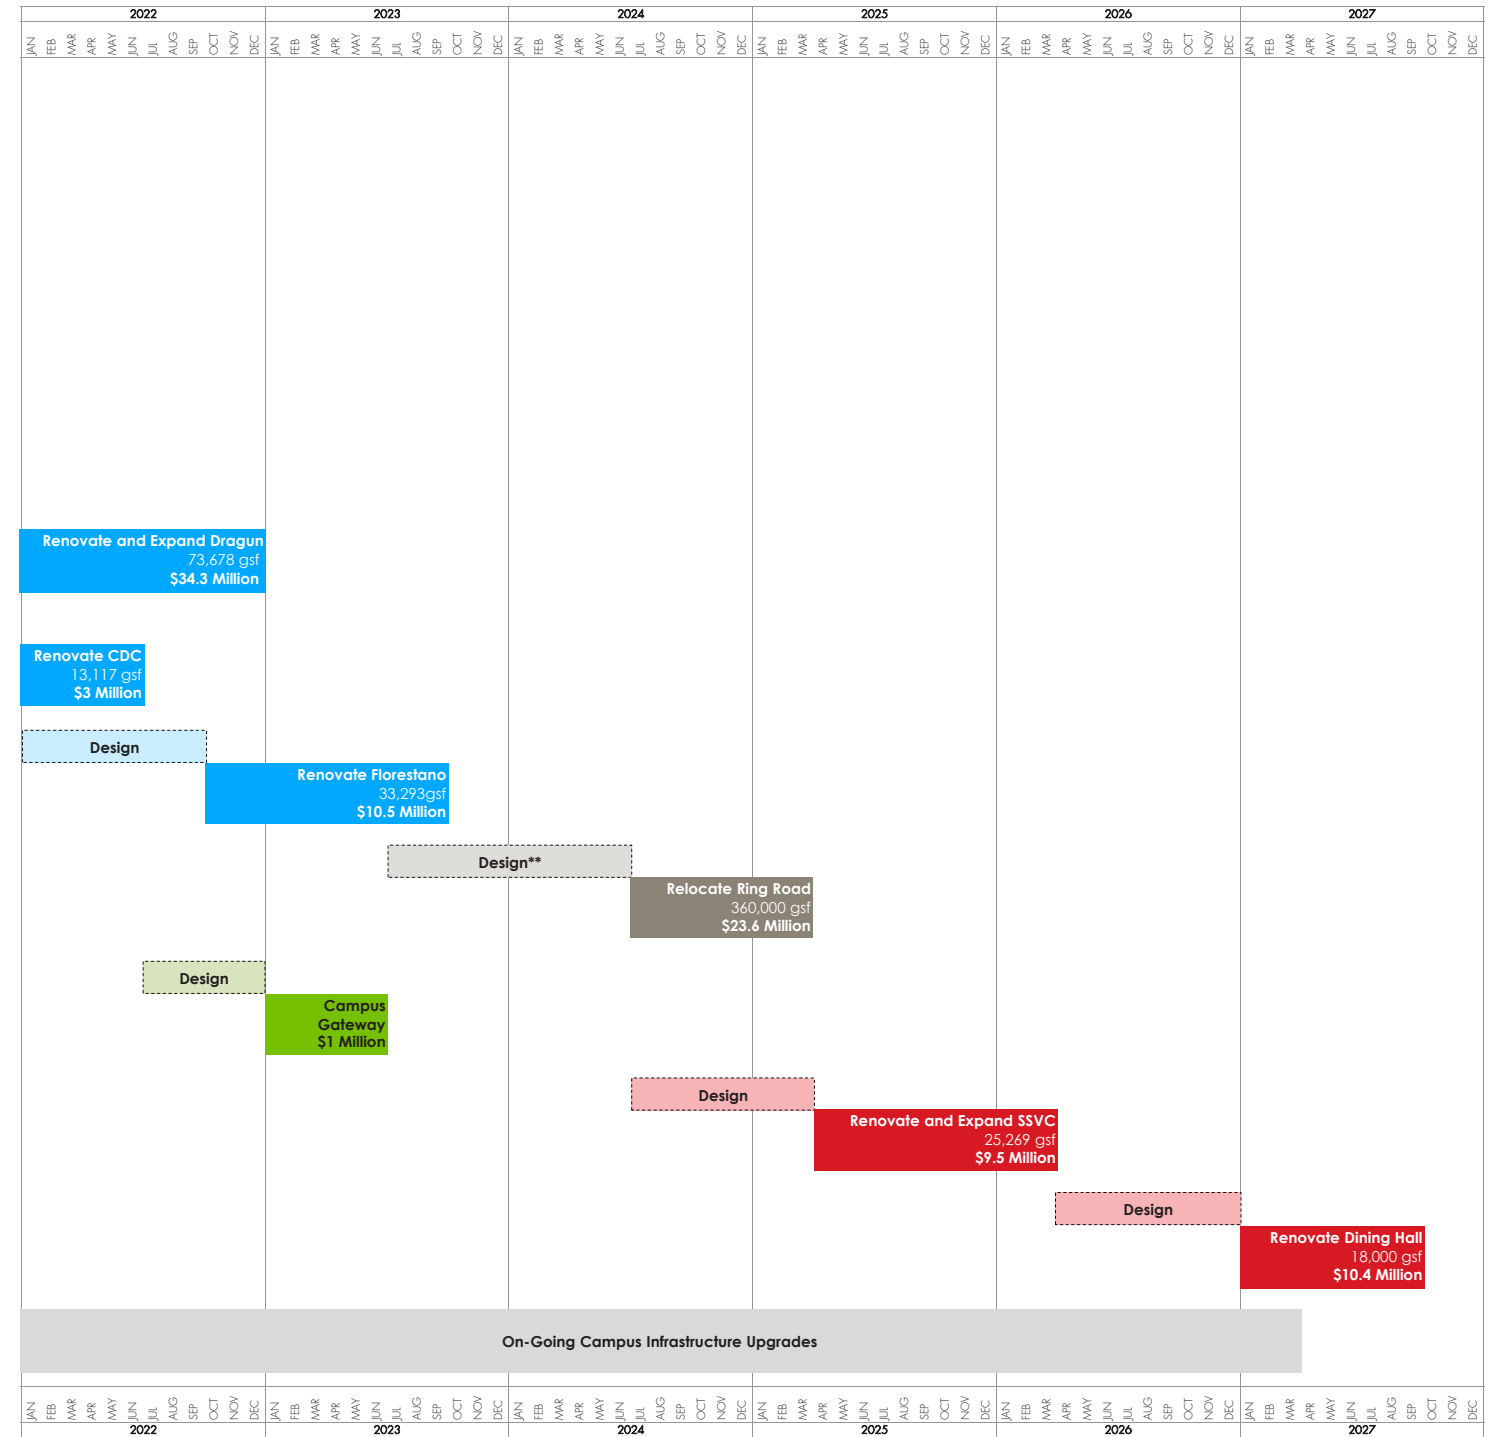 2022 2023 2024 2025 2026 2027
JAN FEB MAR APR MAY JUN JUL AUG SEP OCT NOV DEC JAN FEB MAR APR MAY JUN JUL AUG SEP OCT NOV DEC JAN FEB MAR APR MAY JUN JUL AUG SEP OCT NOV DEC JAN FEB MAR APR MAY JUN JUL AUG SEP OCT NOV DEC JAN FEB MAR APR MAY JUN JUL AUG SEP OCT NOV DEC JAN FEB MAR APR MAY JUN JUL AUG SEP OCT NOV DEC
Renovate and Expand Dragun
73,678 gsf
$34.3 Million
Renovate CDC
13,117 gsf
$3 Million
Design
Renovate Florestano
33,293gsf
$10.5 Million
Design**
Relocate Ring Road
360,000 gsf
$23.6 Million
Design
Campus
Gateway
$1 Million
Design
Renovate and Expand SSVC
25,269 gsf
$9.5 Million
Design
Renovate Dining Hall
18,000 gsf
$10.4 Million
On-Going Campus Infrastructure Upgrades
JAN FEB MAR APR MAY JUN JUL AUG SEP OCT NOV DEC JAN FEB MAR APR MAY JUN JUL AUG SEP OCT NOV DEC JAN FEB MAR APR MAY JUN JUL AUG SEP OCT NOV DEC JAN FEB MAR APR MAY JUN JUL AUG SEP OCT NOV DEC JAN FEB MAR APR MAY JUN JUL AUG SEP OCT NOV DEC JAN FEB MAR APR MAY JUN JUL AUG SEP OCT NOV DEC
2022 2023 2024 2025 2026 2027